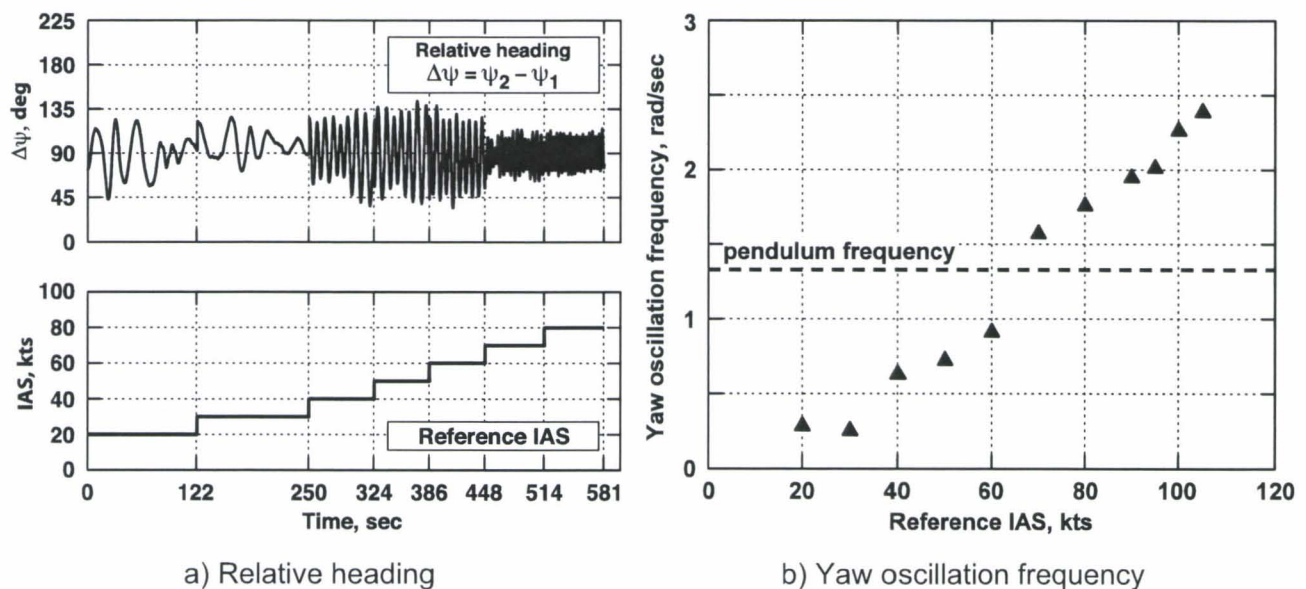 225
180
135
90
45
0
Δψ, deg
Relative heading
Δψ = ψ2 − ψ1
100
80
60
40
20
0
IAS, kts
Reference IAS
0 122 250 324 386 448 514 581
Time, sec
a) Relative heading
3
2
1
0
Yaw oscillation frequency, rad/sec
pendulum frequency
0 20 40 60 80 100 120
Reference IAS, kts
b) Yaw oscillation frequency